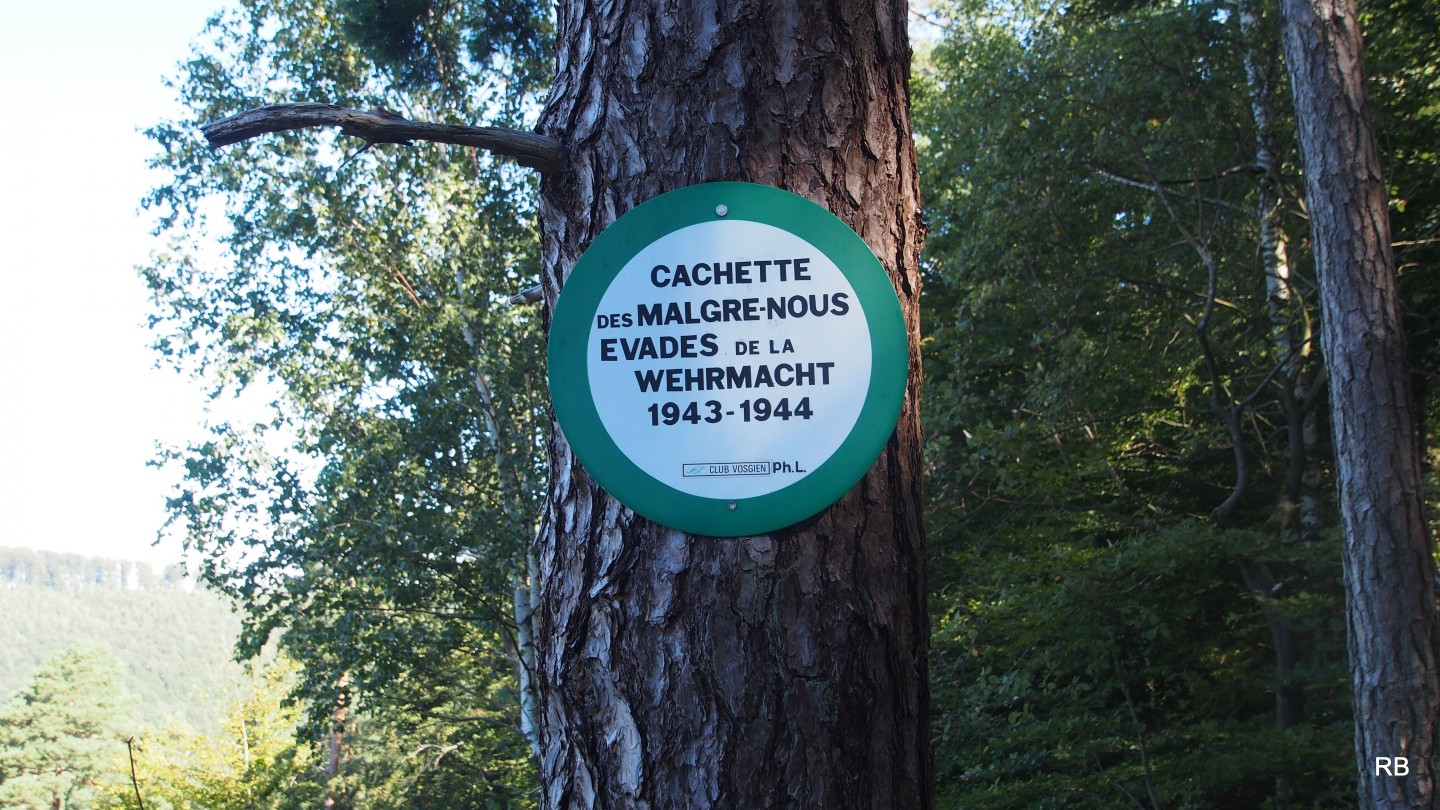 CACHETTE
DES MALGRE-NOUS
EVADES DE LA
WEHRMACHT
1943-1944
CLUB VOSGIEN Ph.L.
RB